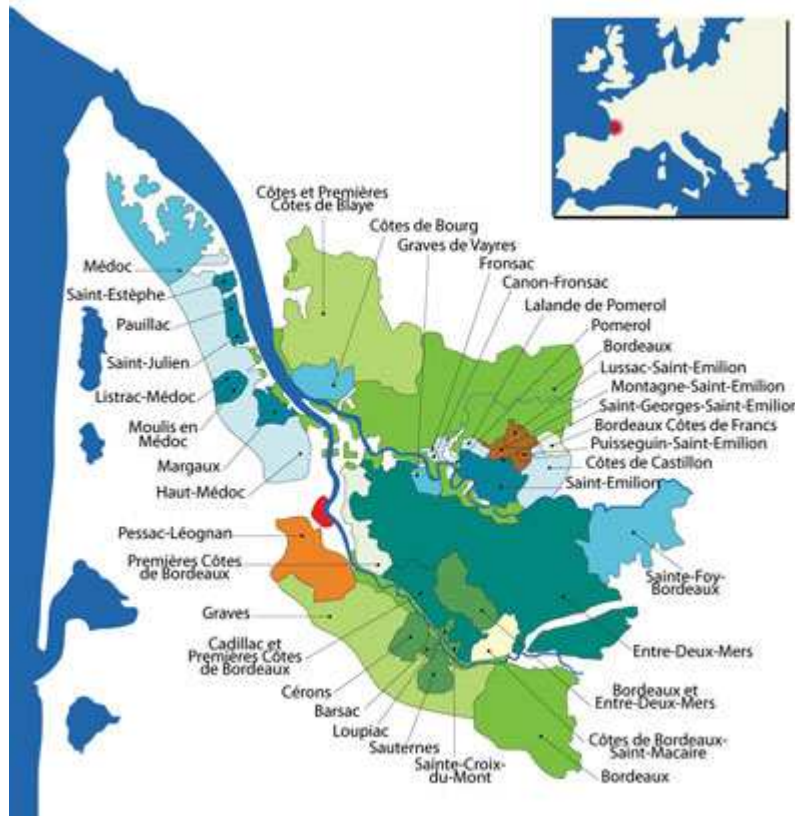 Côtes et Premières
Côtes de Blaye
Côtes de Bourg
Graves de Vayres
Fronsac
Canon-Fronsac
Lalande de Pomerol
Pomerol
Bordeaux
Lussac-Saint-Emilion
Montagne-Saint-Emilion
Saint-Georges-Saint-Emilion
Bordeaux Côtes de Francs
Puisseguin-Saint-Emilion
Côtes de Castillon
Saint-Emilion
Médoc
Saint-Estèphe
Pauillac
Saint-Julien
Listrac-Médoc
Moulis en
Médoc
Margaux
Haut-Médoc
Pessac-Léognan
Premières Côtes
de Bordeaux
Graves
Cadillac et
Premières Côtes
de Bordeaux
Cérons
Barsac
Loupiac
Sauternes
Sainte-Croix-
du-Mont
Sainte-Foy-
Bordeaux
Entre-Deux-Mers
Bordeaux et
Entre-Deux-Mers
Côtes de Bordeaux-
Saint-Macaire
Bordeaux